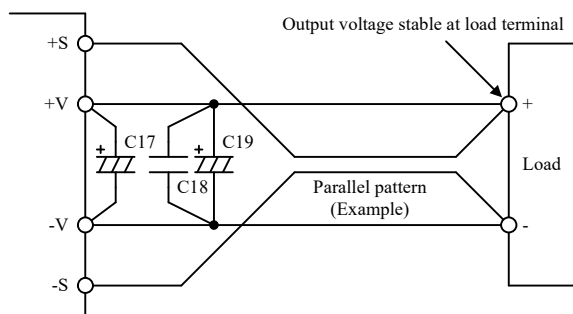 Output voltage stable at load terminal
+S
+V
+
+ C17
+ C19
C18
Load
Parallel pattern
(Example)
-V
-
-S